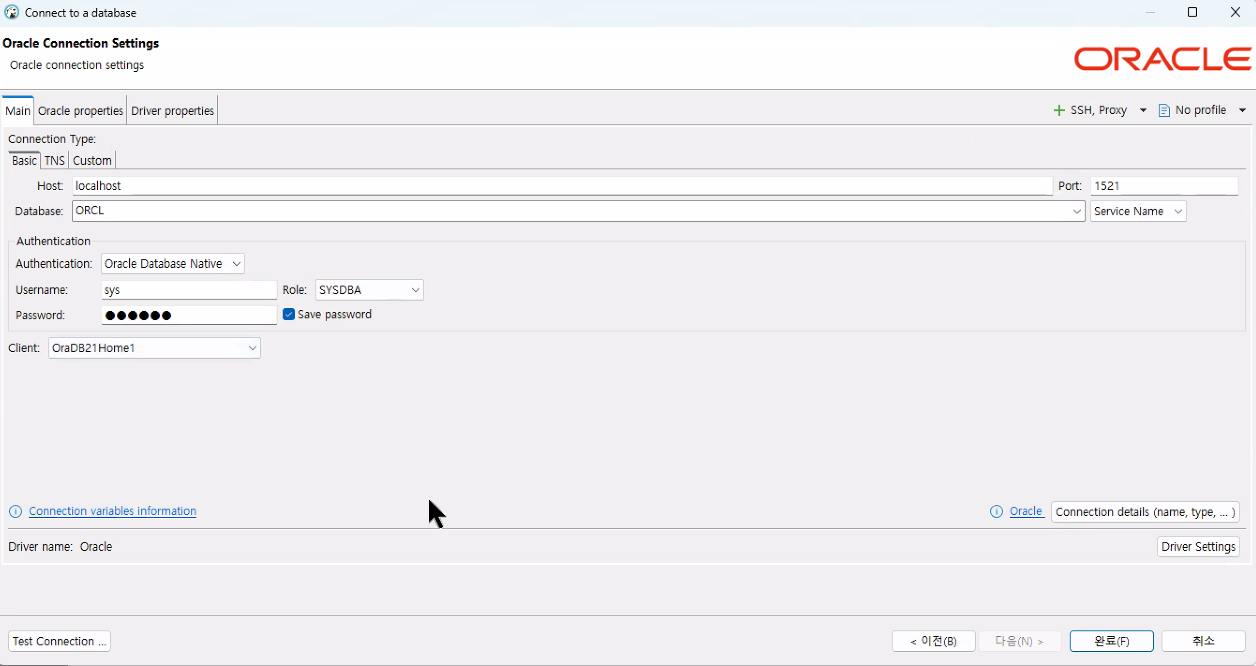 Connect to a database
Oracle Connection Settings
Oracle connection settings
ORACLE
Main Oracle properties Driver properties SSH, Proxy No profile
Connection Type:
Basic TNS Custom
Host: localhost Port: 1521
Database: ORCL Service Name
Authentication
Authentication: Oracle Database Native
Username: sys Role: SYSDBA
Password: ●●●●●● Save password
Client: OraDB21Home1
Connection variables information Oracle Connection details (name, type, ... )
Driver name: Oracle Driver Settings
Test Connection ... < 이전(B) 다음(N) > 완료(F) 취소